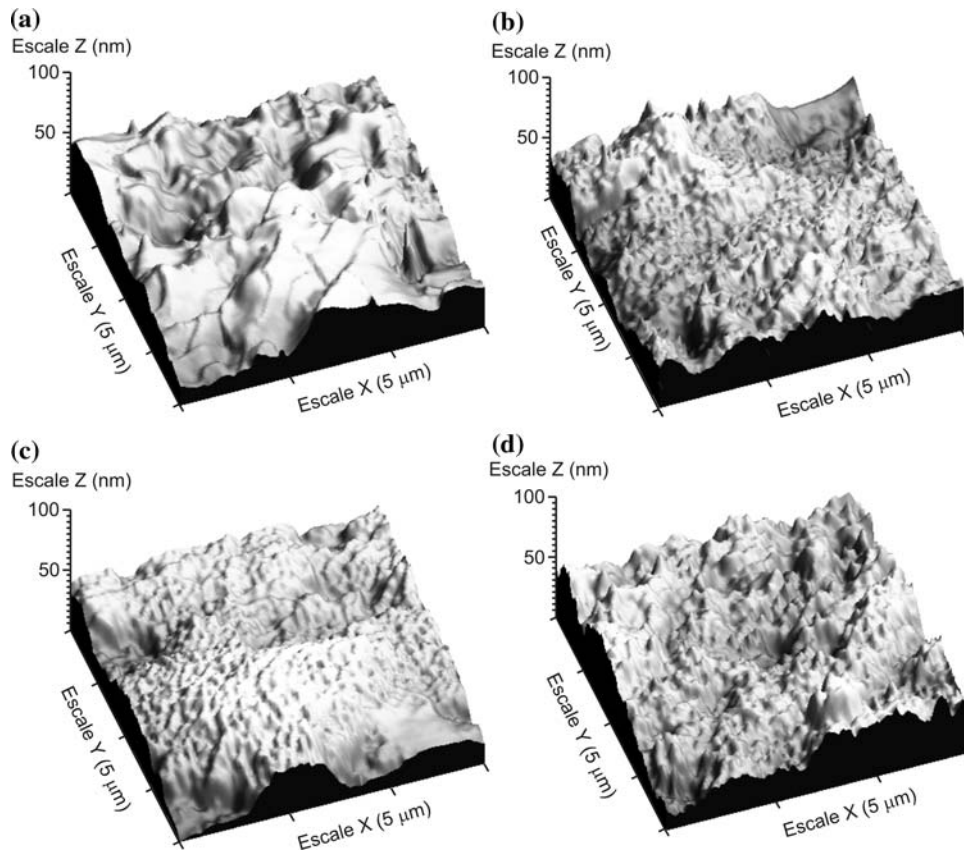 (a)
Escale Z (nm)
100
50
Escale Y (5 μm)
Escale X (5 μm)
(b)
Escale Z (nm)
100
50
Escale Y (5 μm)
Escale X (5 μm)
(c)
Escale Z (nm)
100
50
Escale Y (5 μm)
Escale X (5 μm)
(d)
Escale Z (nm)
100
50
Escale Y (5 μm)
Escale X (5 μm)